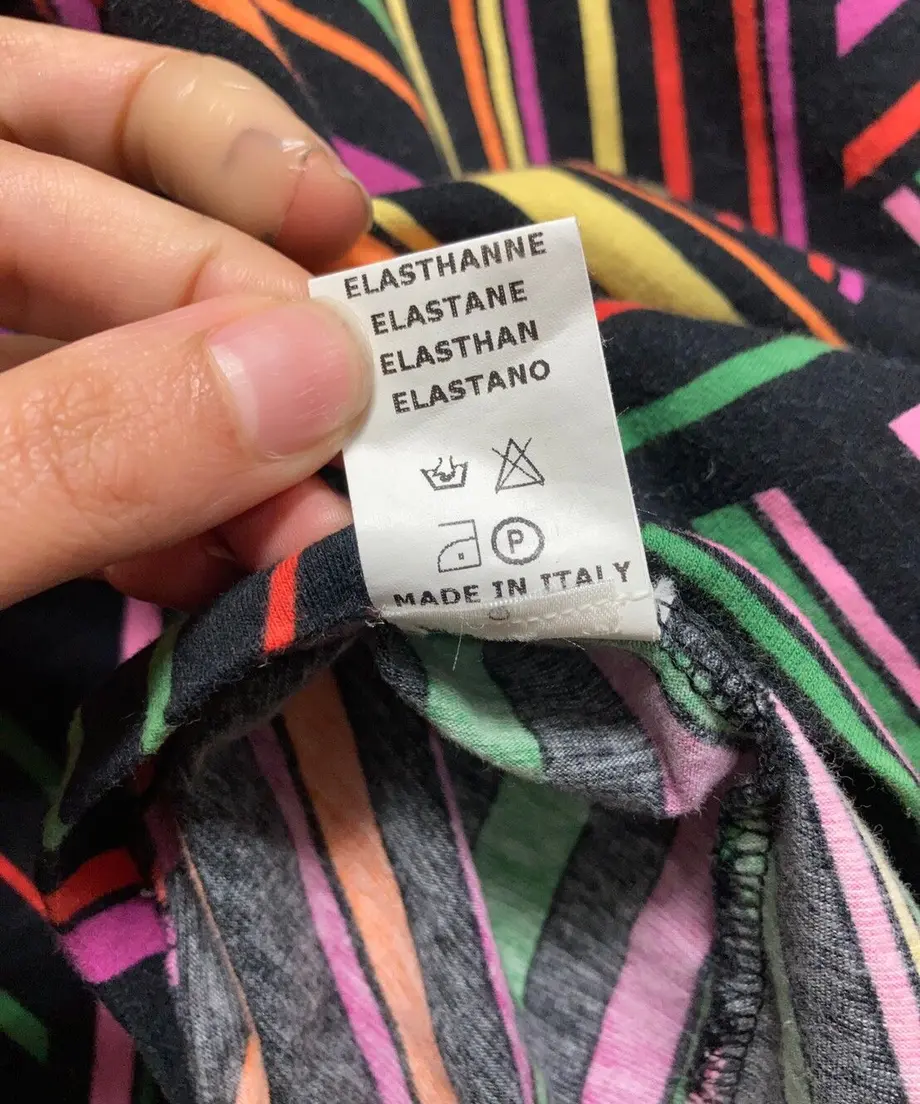 ELASTHANNE
ELASTANE
ELASTHAN
ELASTANO
P
MADE IN ITALY